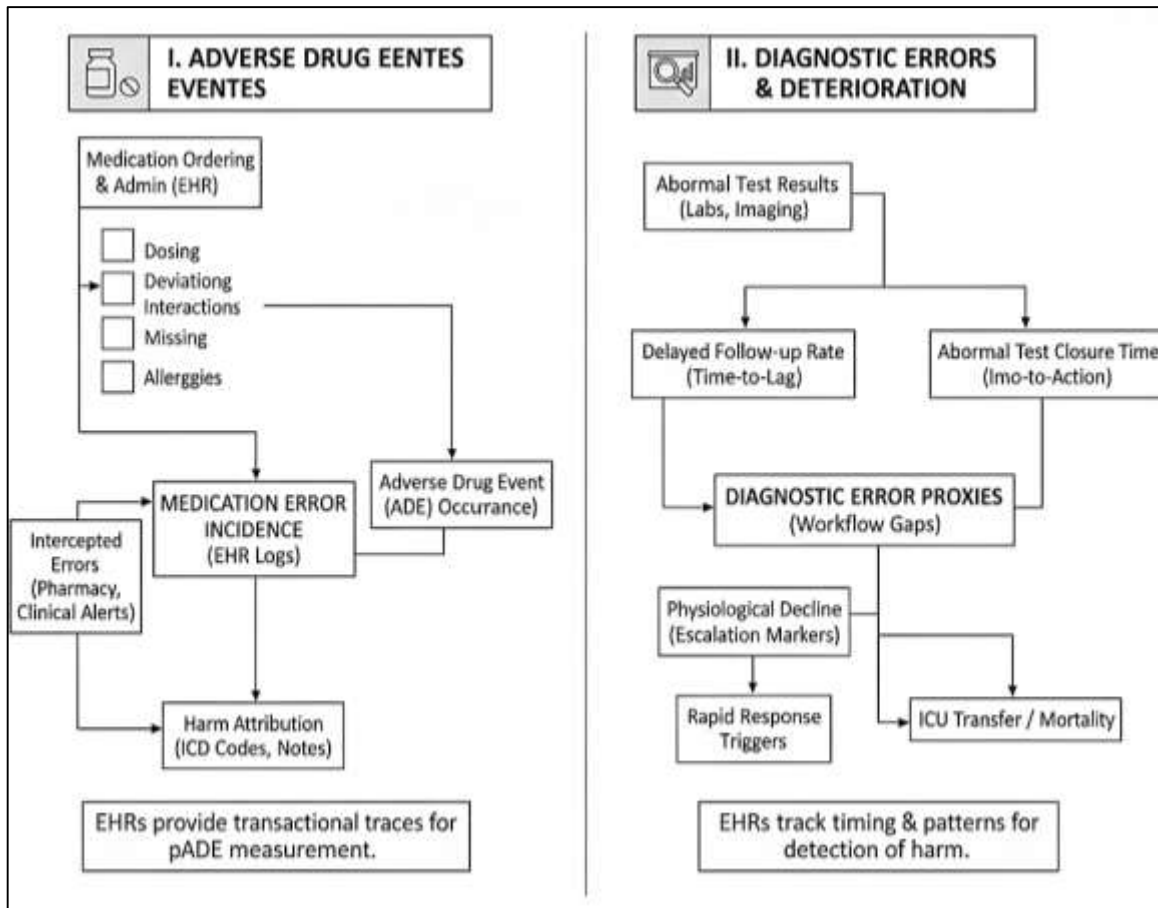 I. ADVERSE DRUG EENTES
EVENTES
Medication Ordering
& Admin (EHR)
Dosing
Deviationg
Interactions
Missing
Allerggies
MEDICATION ERROR
INCIDENCE
(EHR Logs)
Adverse Drug Event
(ADE) Occurrance)
Intercepted
Errors
(Pharmacy,
Clinical Alerts)
Harm Attribution
(ICD Codes, Notes)
EHRs provide transactional traces for
pADE measurement.
II. DIAGNOSTIC ERRORS
& DETERIORATION
Abormal Test Results
(Labs, Imaging)
Delayed Follow-up Rate
(Time-to-Lag)
Abormal Test Closure Time
(Imo-to-Action)
DIAGNOSTIC ERROR PROXIES
(Workflow Gaps)
Physiological Decline
(Escalation Markers)
Rapid Response
Triggers
ICU Transfer / Mortality
EHRs track timing & patterns for
detection of harm.